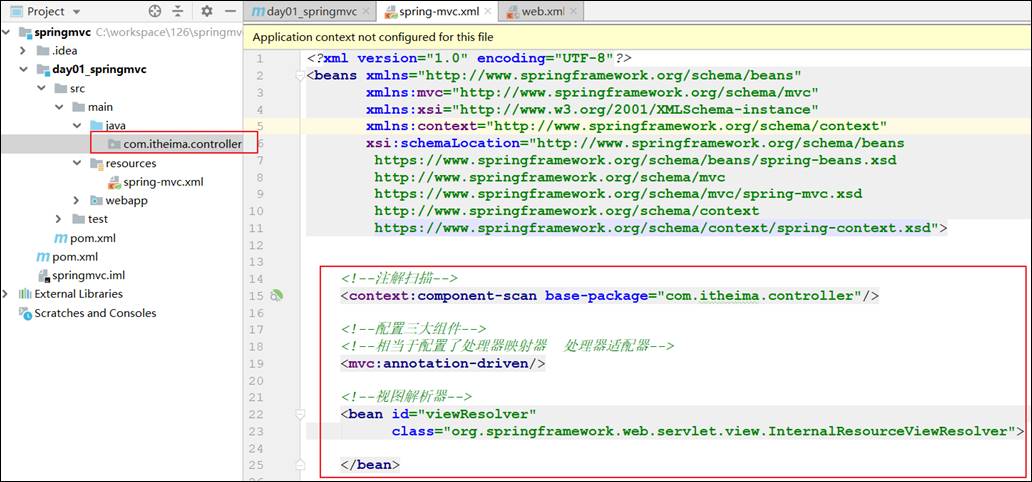 Project
springmvc C:\workspace\126\springmv
.idea
day01_springmvc
src
main
java
com.itheima.controller
resources
spring-mvc.xml
webapp
test
pom.xml
pom.xml
springmvc.iml
External Libraries
Scratches and Consoles
day01_springmvc
spring-mvc.xml
web.xml
Application context not configured for this file
1 <?xml version="1.0" encoding="UTF-8"?>
2 <beans xmlns="http://www.springframework.org/schema/beans"
3 xmlns:mvc="http://www.springframework.org/schema/mvc"
4 xmlns:xsi="http://www.w3.org/2001/XMLSchema-instance"
5 xmlns:context="http://www.springframework.org/schema/context"
6 xsi:schemaLocation="http://www.springframework.org/schema/beans
7 https://www.springframework.org/schema/beans/spring-beans.xsd
8 http://www.springframework.org/schema/mvc
9 https://www.springframework.org/schema/mvc/spring-mvc.xsd
10 http://www.springframework.org/schema/context
11 https://www.springframework.org/schema/context/spring-context.xsd">
12
13
14 <!--注解扫描-->
15 <context:component-scan base-package="com.itheima.controller"/>
16
17 <!--配置三大组件-->
18 <!--相当于配置了处理器映射器 处理器适配器-->
19 <mvc:annotation-driven/>
20
21 <!--视图解析器-->
22 <bean id="viewResolver"
23 class="org.springframework.web.servlet.view.InternalResourceViewResolver">
24
25 </bean>